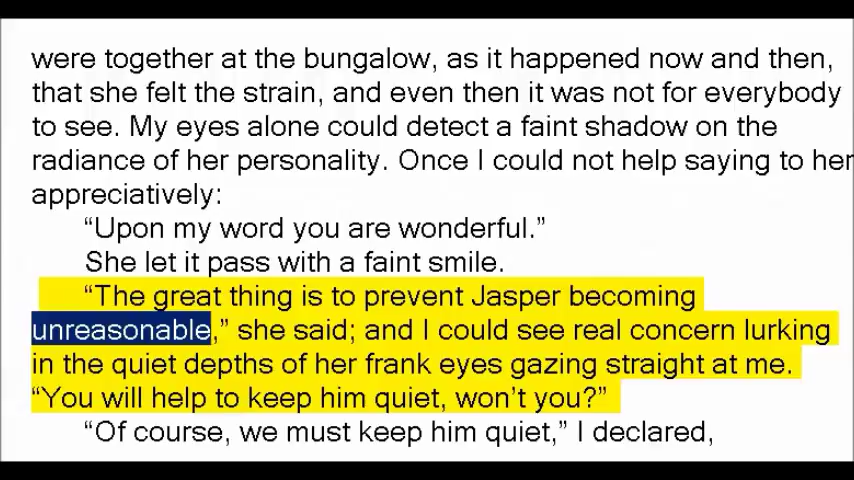 were together at the bungalow, as it happened now and then,
that she felt the strain, and even then it was not for everybody
to see. My eyes alone could detect a faint shadow on the
radiance of her personality. Once I could not help saying to her
appreciatively:
“Upon my word you are wonderful.”
She let it pass with a faint smile.
“The great thing is to prevent Jasper becoming
unreasonable,” she said; and I could see real concern lurking
in the quiet depths of her frank eyes gazing straight at me.
“You will help to keep him quiet, won’t you?”
“Of course, we must keep him quiet,” I declared,